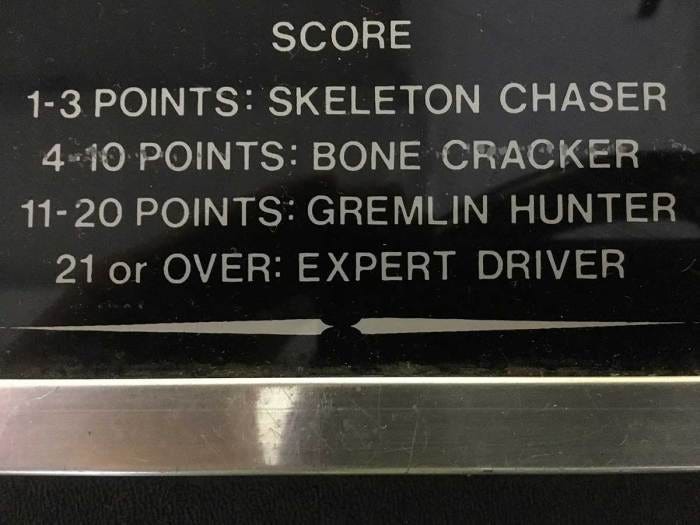 SCORE
1-3 POINTS: SKELETON CHASER
4-10 POINTS: BONE CRACKER
11-20 POINTS: GREMLIN HUNTER
21 or OVER: EXPERT DRIVER